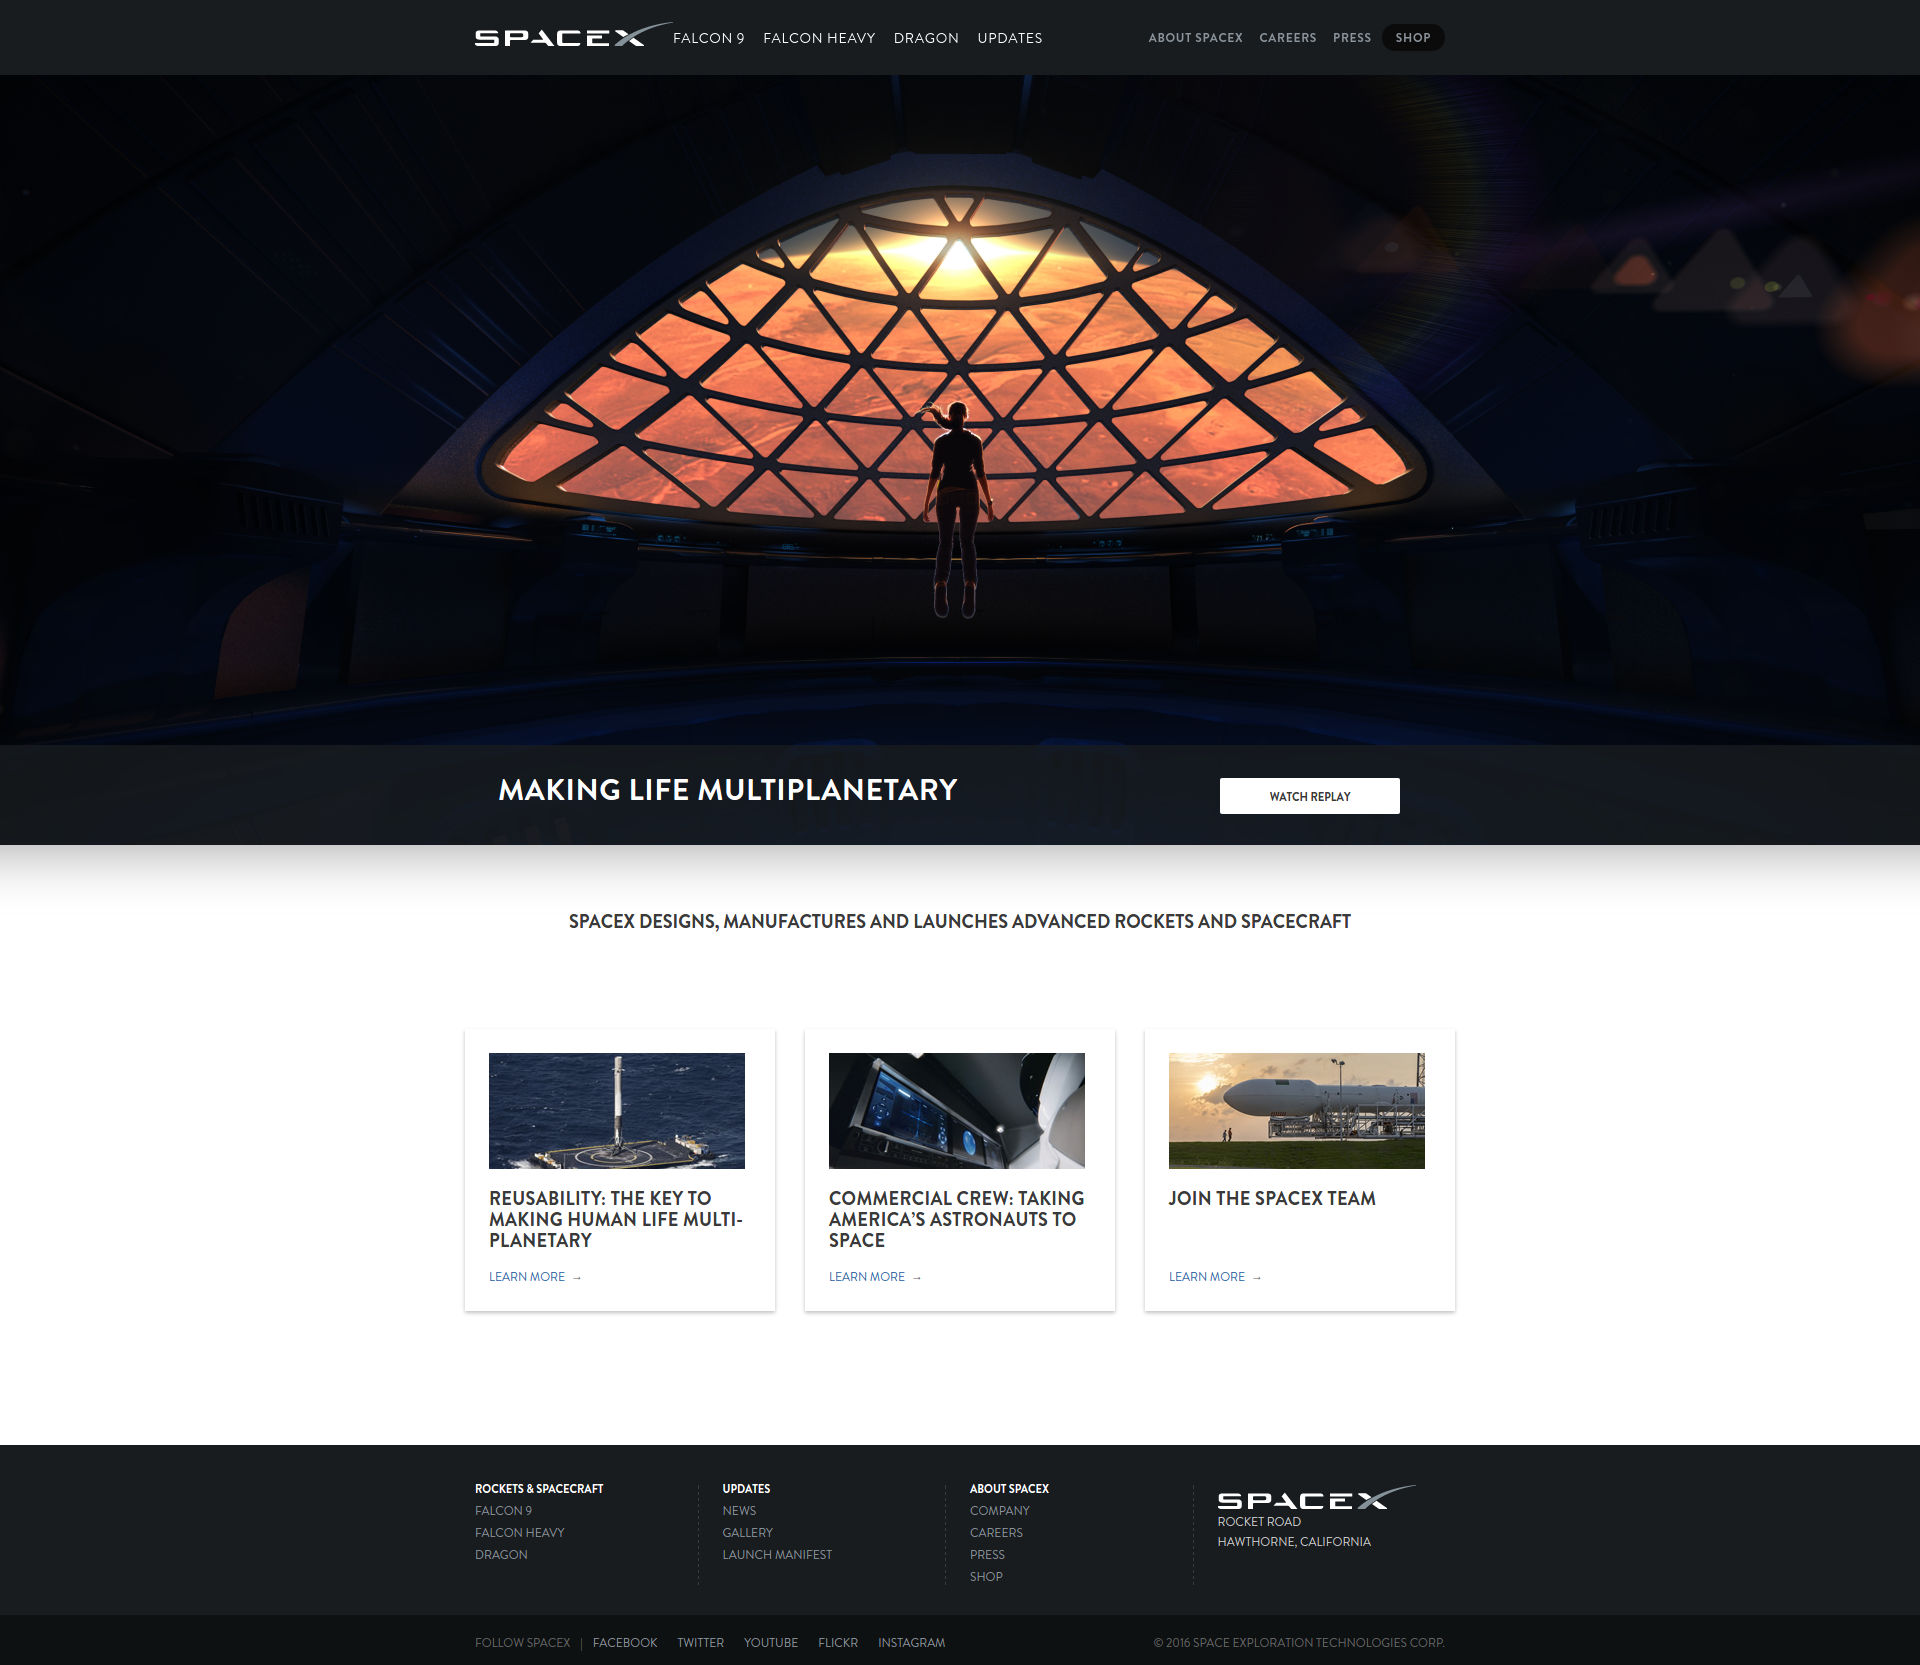 SPACEX FALCON 9 FALCON HEAVY DRAGON UPDATES ABOUT SPACEX CAREERS PRESS SHOP
MAKING LIFE MULTIPLANETARY
WATCH REPLAY
SPACEX DESIGNS, MANUFACTURES AND LAUNCHES ADVANCED ROCKETS AND SPACECRAFT
REUSABILITY: THE KEY TO
MAKING HUMAN LIFE MULTI-
PLANETARY
LEARN MORE →
COMMERCIAL CREW: TAKING
AMERICA’S ASTRONAUTS TO
SPACE
LEARN MORE →
JOIN THE SPACEX TEAM
LEARN MORE →
ROCKETS & SPACECRAFT
FALCON 9
FALCON HEAVY
DRAGON
UPDATES
NEWS
GALLERY
LAUNCH MANIFEST
ABOUT SPACEX
COMPANY
CAREERS
PRESS
SHOP
SPACEX
ROCKET ROAD
HAWTHORNE, CALIFORNIA
FOLLOW SPACEX | FACEBOOK TWITTER YOUTUBE FLICKR INSTAGRAM
© 2016 SPACE EXPLORATION TECHNOLOGIES CORP.